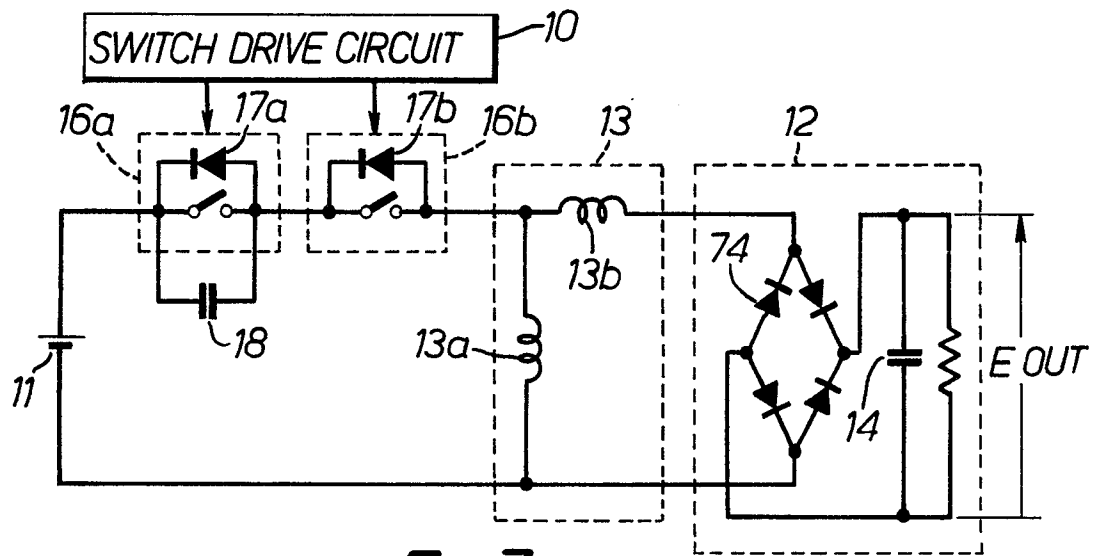 10
SWITCH DRIVE CIRCUIT
16a
17a
17b
16b
13
12
13b
74
18
13a
11
14
E OUT